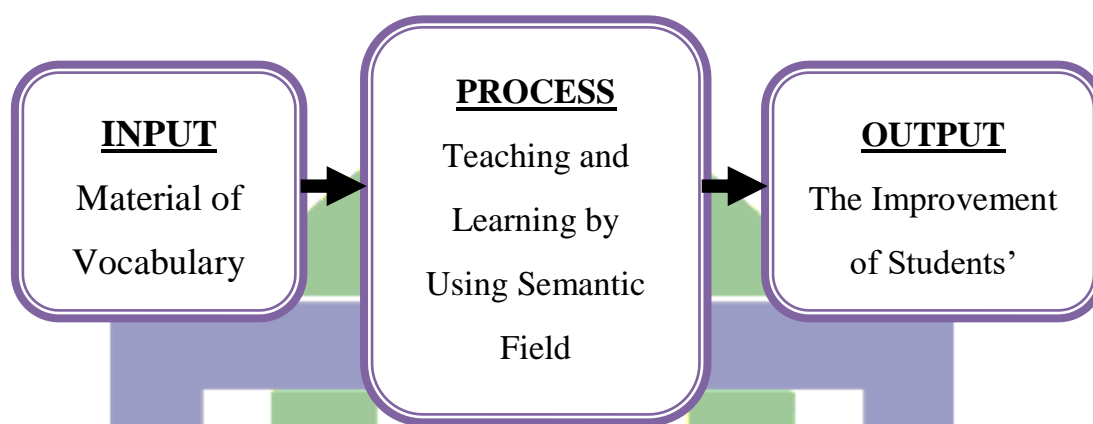 INPUT
Material of
Vocabulary
PROCESS
Teaching and
Learning by
Using Semantic
Field
OUTPUT
The Improvement
of Students’